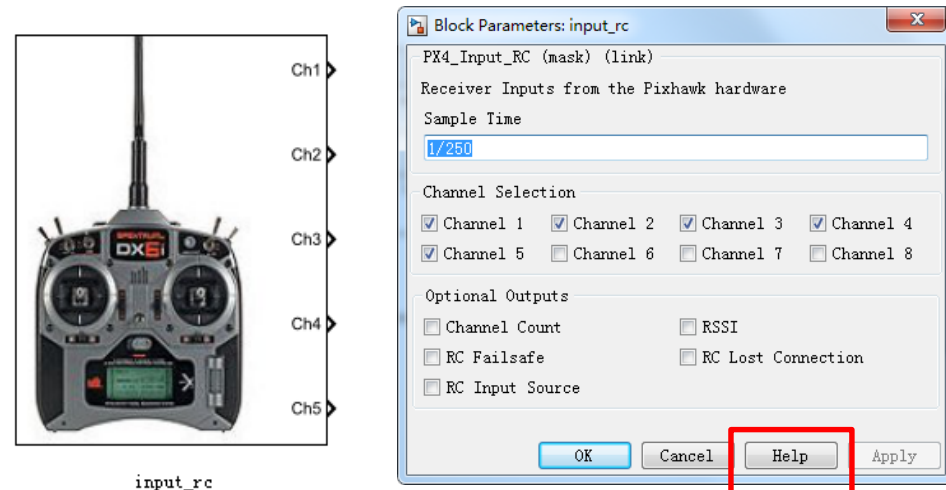 Ch1
Ch2
Ch3
Ch4
Ch5
SPEKTRUM
DX6i
input_rc
Block Parameters: input_rc
PX4_Input_RC (mask) (link)
Receiver Inputs from the Pixhawk hardware
Sample Time
1/250
Channel Selection
Channel 1 Channel 2 Channel 3 Channel 4
Channel 5 Channel 6 Channel 7 Channel 8
Optional Outputs
Channel Count RSSI
RC Failsafe RC Lost Connection
RC Input Source
OK Cancel Help Apply